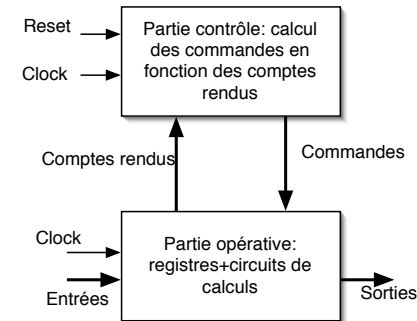 Reset
Clock
Partie contrôle: calcul
des commandes en
fonction des comptes
rendus
Comptes rendus
Commandes
Clock
Entrées
Partie opérative:
registres+circuits de
calculs
Sorties